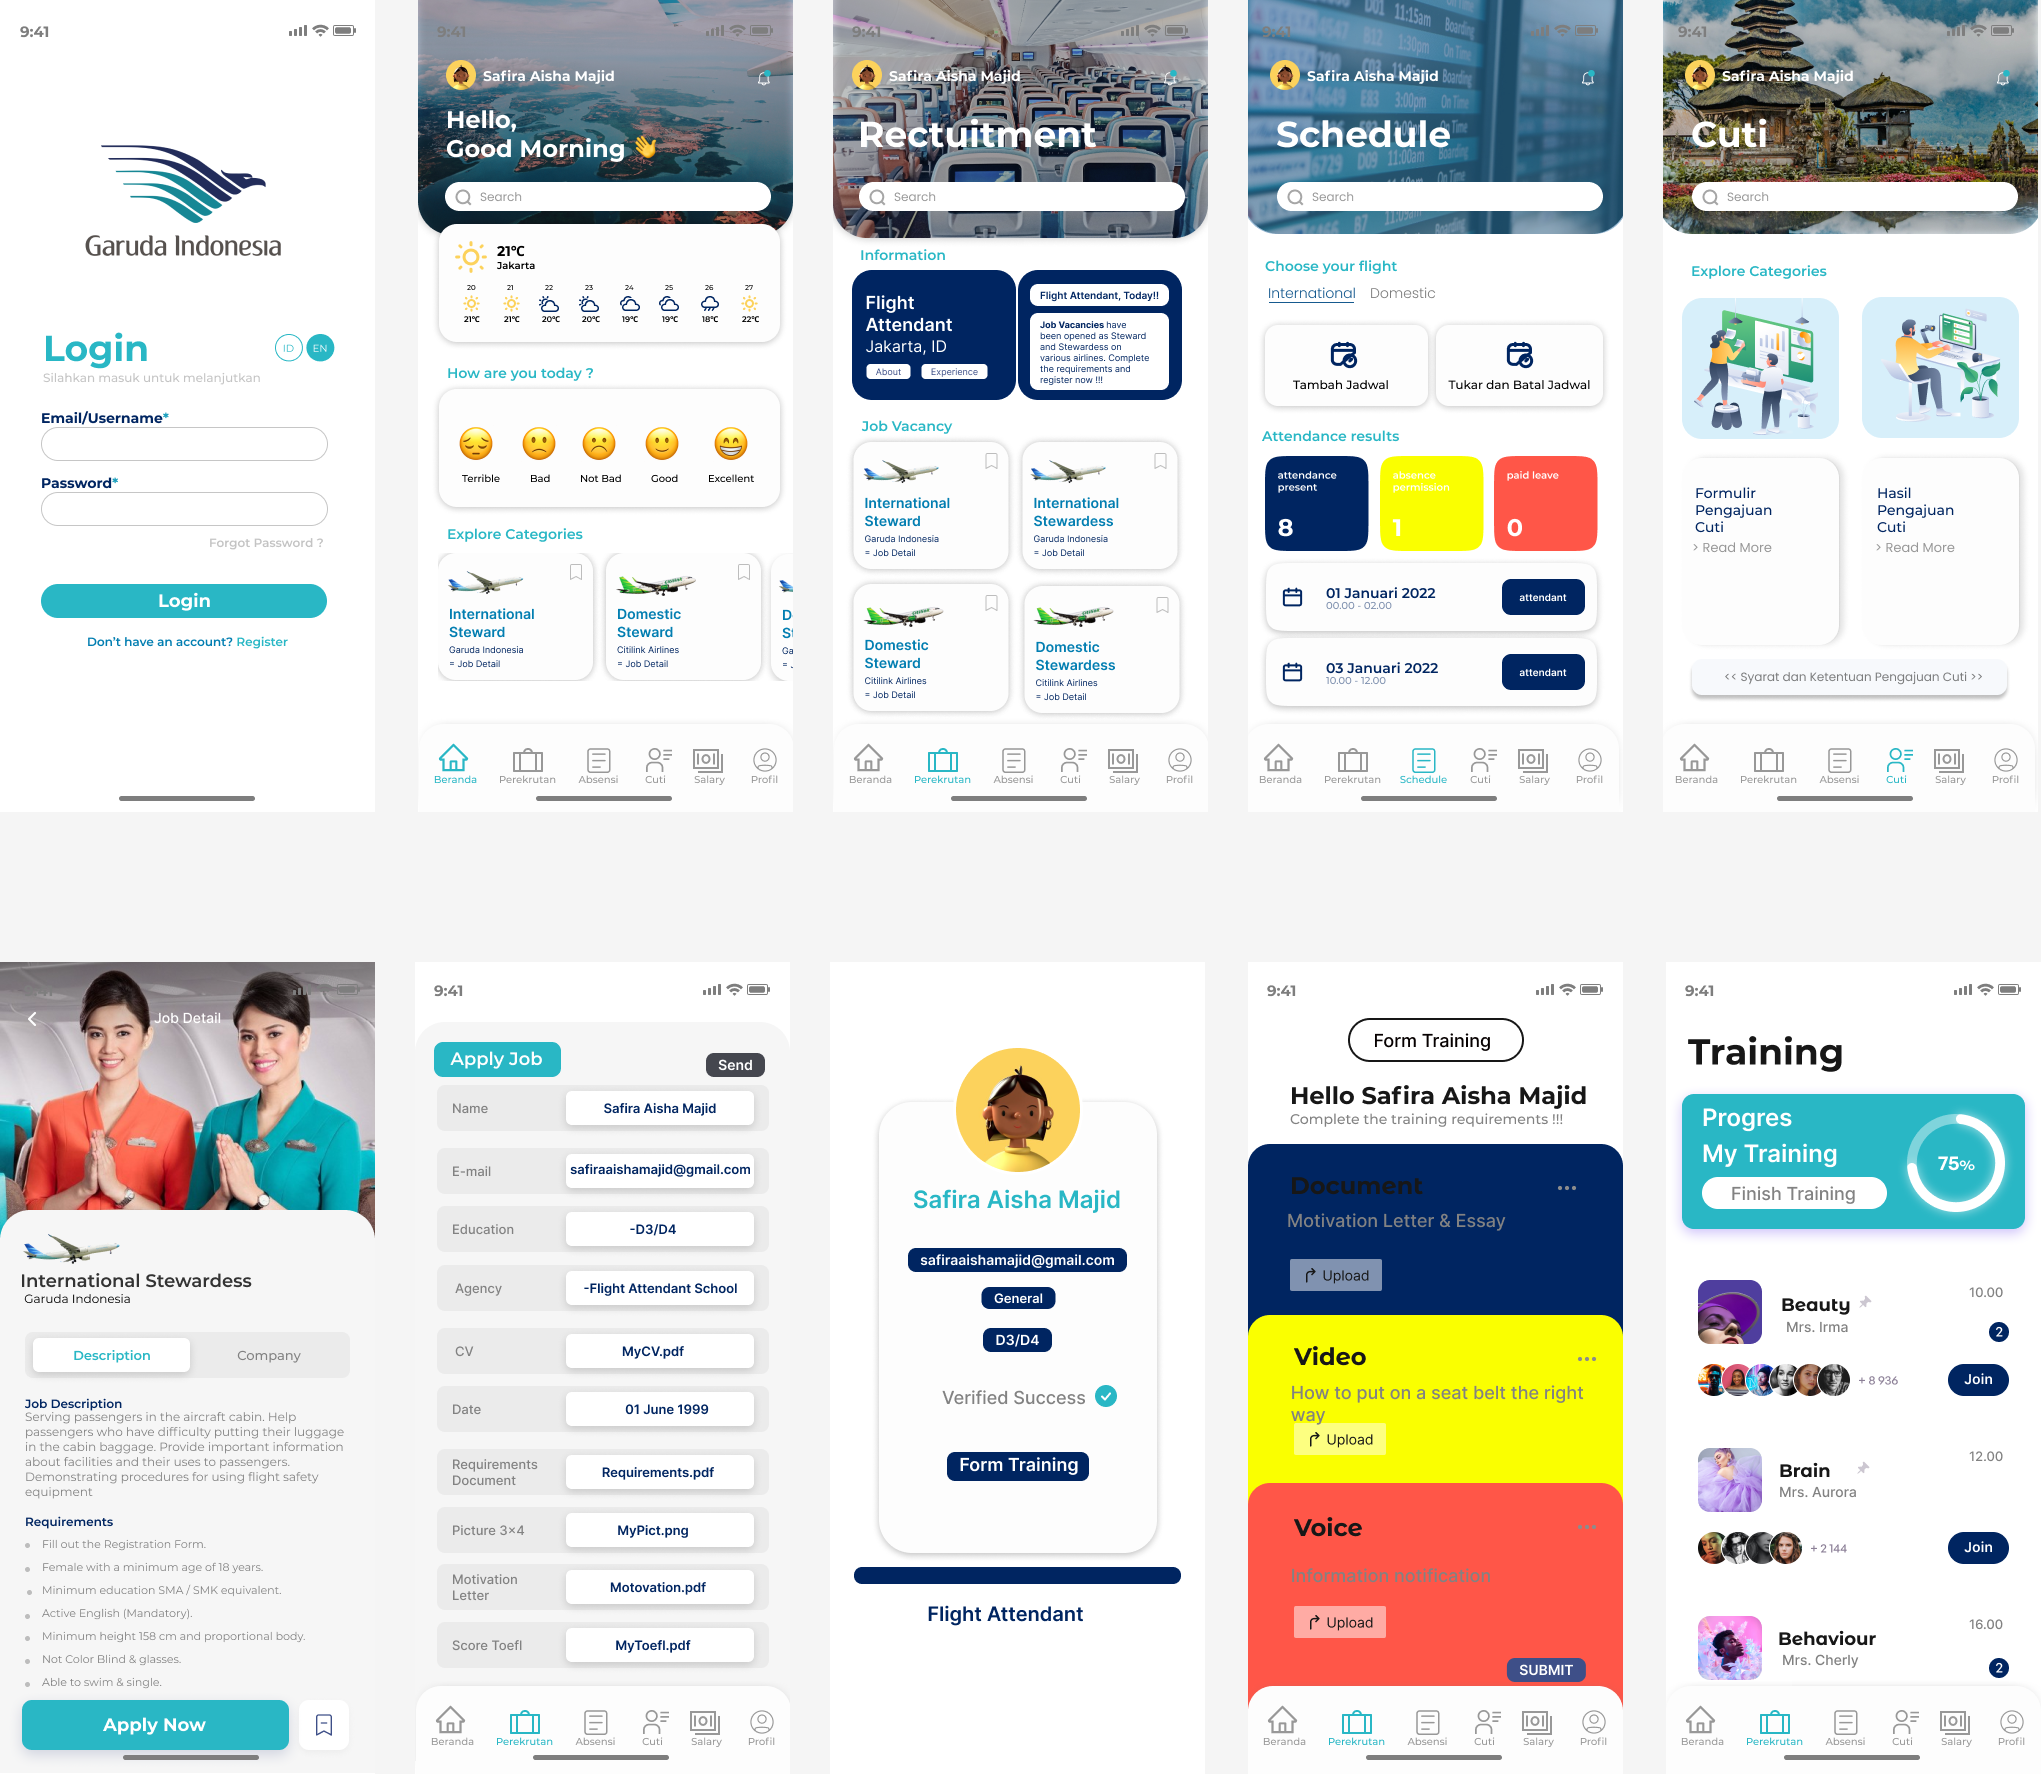 9:41
Garuda Indonesia
Login
ID
EN
Silahkan masuk untuk melanjutkan
Email/Username*
Password*
Forgot Password ?
Login
Don't have an account? Register
9:41
Safira Aisha Majid
Hello,
Good Morning 👋
Search
21°C
Jakarta
20 21 22 23 24 25 26 27
21°C 21°C 20°C 20°C 19°C 19°C 18°C 22°C
How are you today ?
Terrible Bad Not Bad Good Excellent
Explore Categories
International
Steward
Garuda Indonesia
= Job Detail
Domestic
Steward
Citilink Airlines
= Job Detail
Beranda Perekrutan Absensi Cuti Salary Profil
9:41
Safira Aisha Majid
Rectuitment
Search
Information
Flight
Attendant
Jakarta, ID
About Experience
Flight Attendant, Today!!
Job Vacancies have
been opened as Steward
and Stewardess on
various airlines. Complete
the requirements and
register now !!!
Job Vacancy
International
Steward
Garuda Indonesia
= Job Detail
International
Stewardess
Garuda Indonesia
= Job Detail
Domestic
Steward
Citilink Airlines
= Job Detail
Domestic
Stewardess
Citilink Airlines
= Job Detail
Beranda Perekrutan Absensi Cuti Salary Profil
D01 11:15am Boarding
B12 1:30pm On Time
Safira Aisha Majid
Boarding
E83 3:00pm On Time
Schedule
D09 11:00am
Search
Choose your flight
International Domestic
Tambah Jadwal
Tukar dan Batal Jadwal
Attendance results
attendance
present
8
absence
permission
1
paid leave
0
01 Januari 2022
00.00 - 02.00
attendant
03 Januari 2022
10.00 - 12.00
attendant
Beranda Perekrutan Schedule Cuti Salary Profil
9:41
Safira Aisha Majid
Cuti
Search
Explore Categories
Formulir
Pengajuan
Cuti
> Read More
Hasil
Pengajuan
Cuti
> Read More
<< Syarat dan Ketentuan Pengajuan Cuti >>
Beranda Perekrutan Absensi Cuti Salary Profil
Job Detail
International Stewardess
Garuda Indonesia
Description Company
Job Description
Serving passengers in the aircraft cabin. Help
passengers who have difficulty putting their luggage
in the cabin baggage. Provide important information
about facilities and their uses to passengers.
Demonstrating procedures for using flight safety
equipment
Requirements
Fill out the Registration Form.
Female with a minimum age of 18 years.
Minimum education SMA / SMK equivalent.
Active English (Mandatory).
Minimum height 158 cm and proportional body.
Not Color Blind & glasses.
Able to swim & single.
Apply Now
9:41
Apply Job
Send
Name Safira Aisha Majid
E-mail safiraaishamajid@gmail.com
Education -D3/D4
Agency -Flight Attendant School
CV MyCV.pdf
Date 01 June 1999
Requirements
Document
Requirements.pdf
Picture 3x4 MyPict.png
Motivation
Letter
Motovation.pdf
Score Toefl MyToefl.pdf
Beranda Perekrutan Absensi Cuti Salary Profil
Safira Aisha Majid
safiraaishamajid@gmail.com
General
D3/D4
Verified Success
Form Training
Flight Attendant
9:41
Form Training
Hello Safira Aisha Majid
Complete the training requirements !!!
Document
Motivation Letter & Essay
Upload
Video
How to put on a seat belt the right
way
Upload
Voice
Information notification
Upload
SUBMIT
Beranda Perekrutan Absensi Cuti Salary Profil
9:41
Training
Progres
My Training
Finish Training
75%
Beauty
Mrs. Irma
10.00
2
+ 8 936
Join
Brain
Mrs. Aurora
12.00
+ 2 144
Join
Behaviour
Mrs. Cherly
16.00
2
Beranda Perekrutan Absensi Cuti Salary Profil